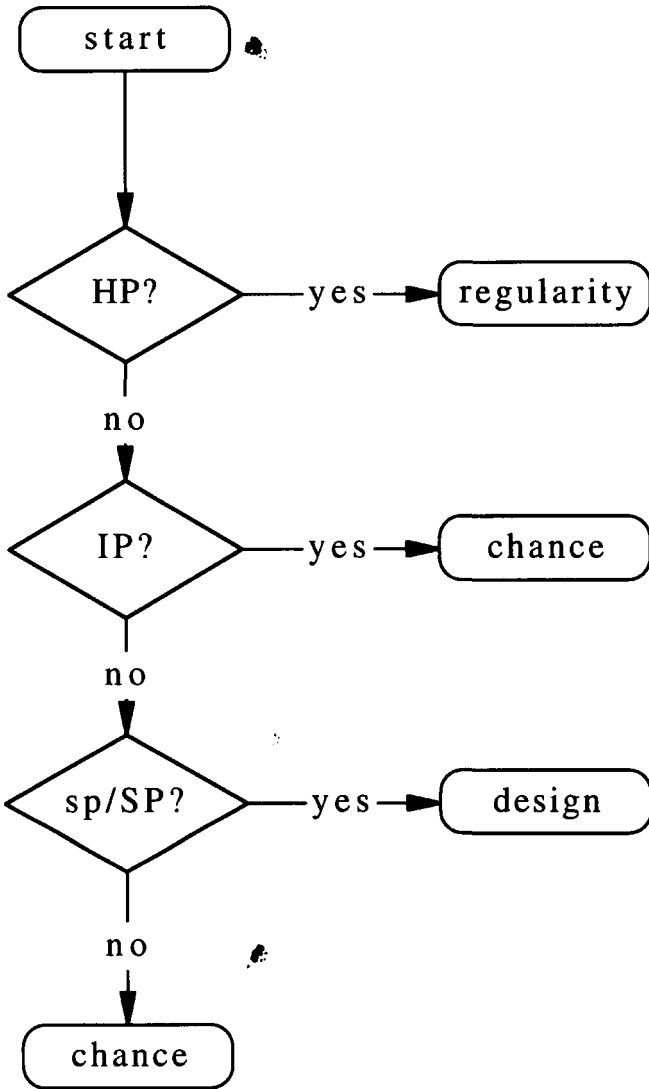 start
HP? yes regularity
no
IP? yes chance
no
sp/SP? yes design
no
chance